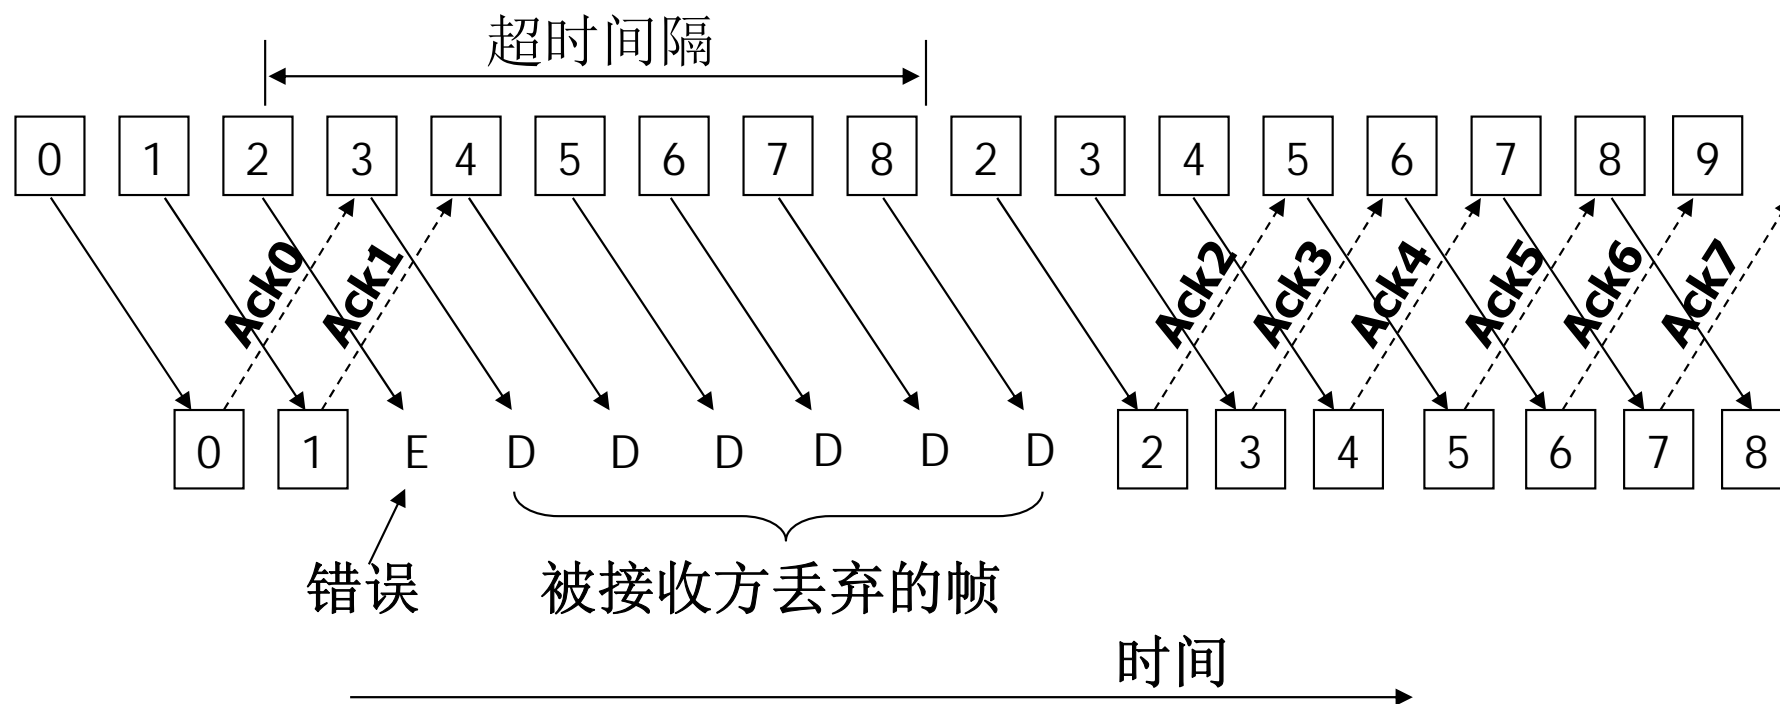 超时间隔
0 1 2 3 4 5 6 7 8 2 3 4 5 6 7 8 9
Ack0 Ack1 Ack2 Ack3 Ack4 Ack5 Ack6 Ack7
0 1 E D D D D D D 2 3 4 5 6 7 8
错误 被接收方丢弃的帧
时间